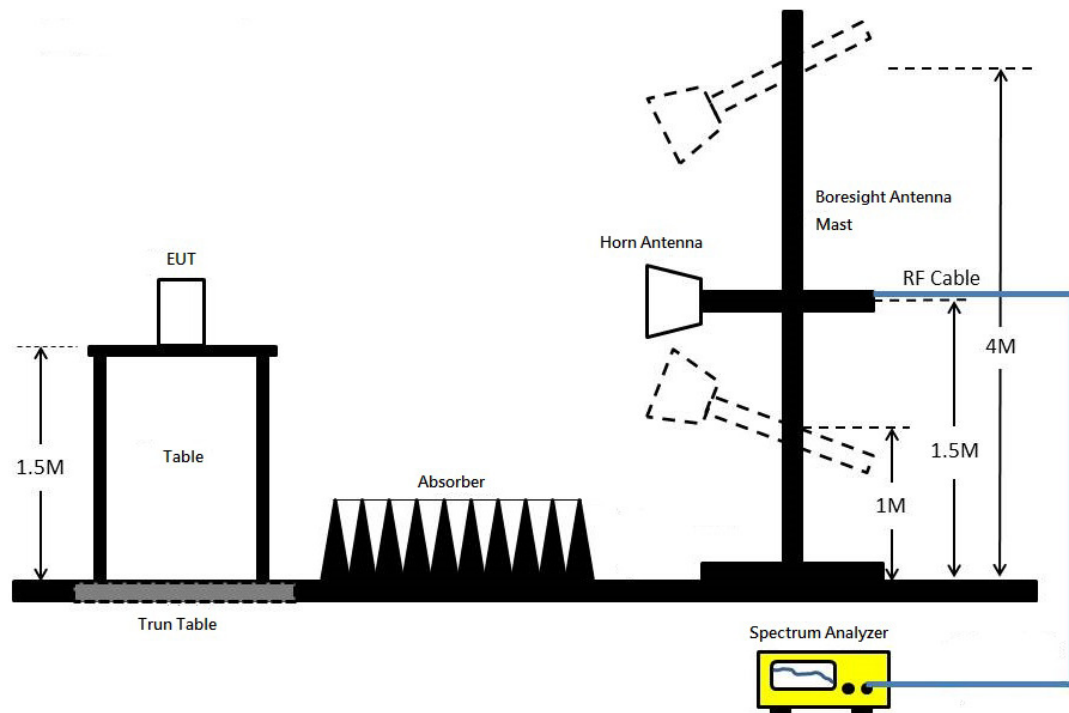 Boresight Antenna
Mast
Horn Antenna
EUT
RF Cable
4M
1.5M
Table
1.5M
Absorber
1M
Trun Table
Spectrum Analyzer